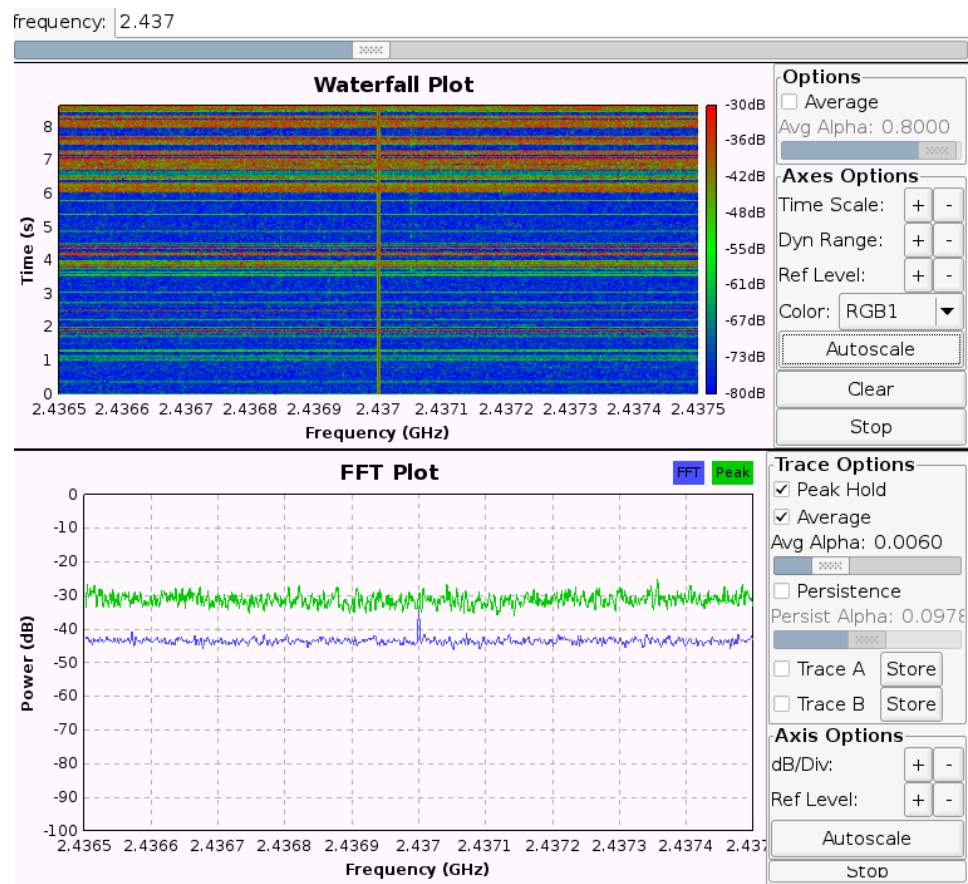 frequency: 2.437
Waterfall Plot
8
7
6
5
4
3
2
1
0
Time (s)
2.4365 2.4366 2.4367 2.4368 2.4369 2.437 2.4371 2.4372 2.4373 2.4374 2.4375
Frequency (GHz)
-30dB
-36dB
-42dB
-48dB
-55dB
-61dB
-67dB
-73dB
-80dB
Options
Average
Avg Alpha: 0.8000
Axes Options
Time Scale: + -
Dyn Range: + -
Ref Level: + -
Color: RGB1
Autoscale
Clear
Stop
FFT Plot
FFT Peak
0
-10
-20
-30
-40
-50
-60
-70
-80
-90
-100
Power (dB)
2.4365 2.4366 2.4367 2.4368 2.4369 2.437 2.4371 2.4372 2.4373 2.4374 2.437
Frequency (GHz)
Trace Options
Peak Hold
Average
Avg Alpha: 0.0060
Persistence
Persist Alpha: 0.0978
Trace A Store
Trace B Store
Axis Options
dB/Div: + -
Ref Level: + -
Autoscale
Stop